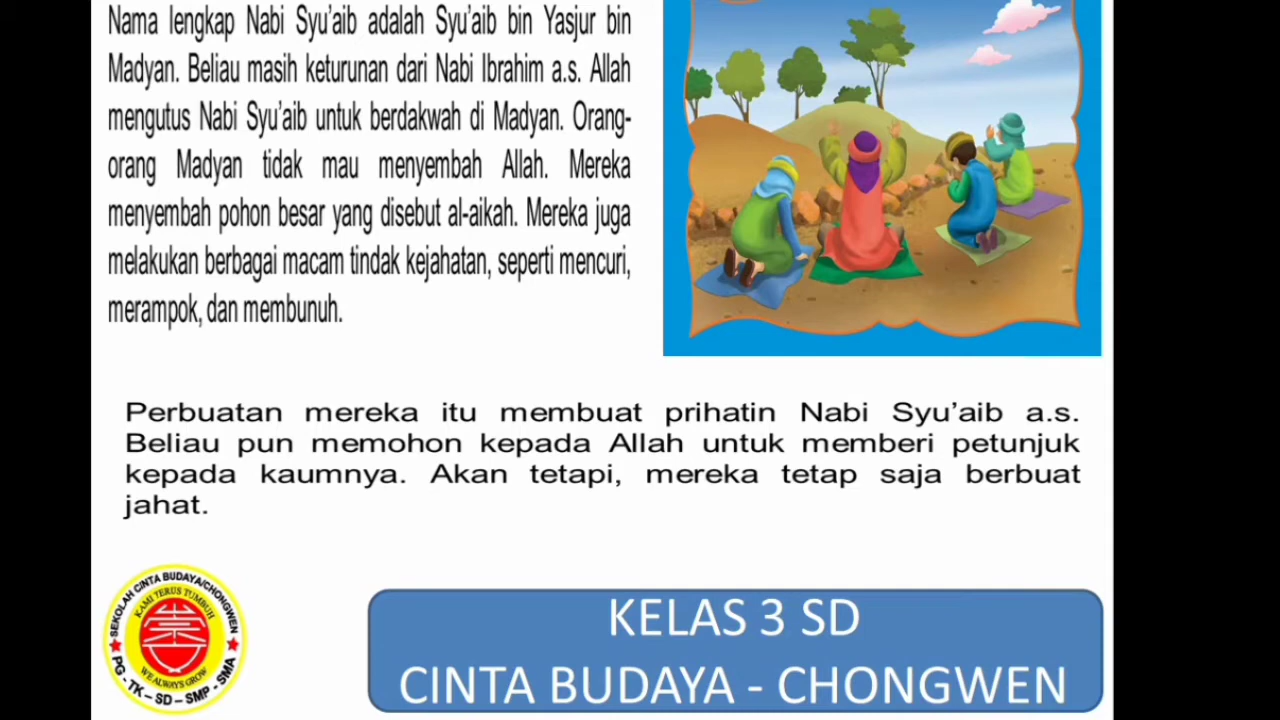 Nama lengkap Nabi Syu'aib adalah Syu'aib bin Yasjur bin
Madyan. Beliau masih keturunan dari Nabi Ibrahim a.s. Allah
mengutus Nabi Syu'aib untuk berdakwah di Madyan. Orang-
orang Madyan tidak mau menyembah Allah. Mereka
menyembah pohon besar yang disebut al-aikah. Mereka juga
melakukan berbagai macam tindak kejahatan, seperti mencuri,
merampok, dan membunuh.
Perbuatan mereka itu membuat prihatin Nabi Syu'aib a.s.
Beliau pun memohon kepada Allah untuk memberi petunjuk
kepada kaumnya. Akan tetapi, mereka tetap saja berbuat
jahat.
SEKOLAH CINTA BUDAYA/CHONGWEN
KAMI TERUS TUMBUH
WE ALWAYS GROW
PG - TK – SD – SMP - SMA
KELAS 3 SD
CINTA BUDAYA - CHONGWEN